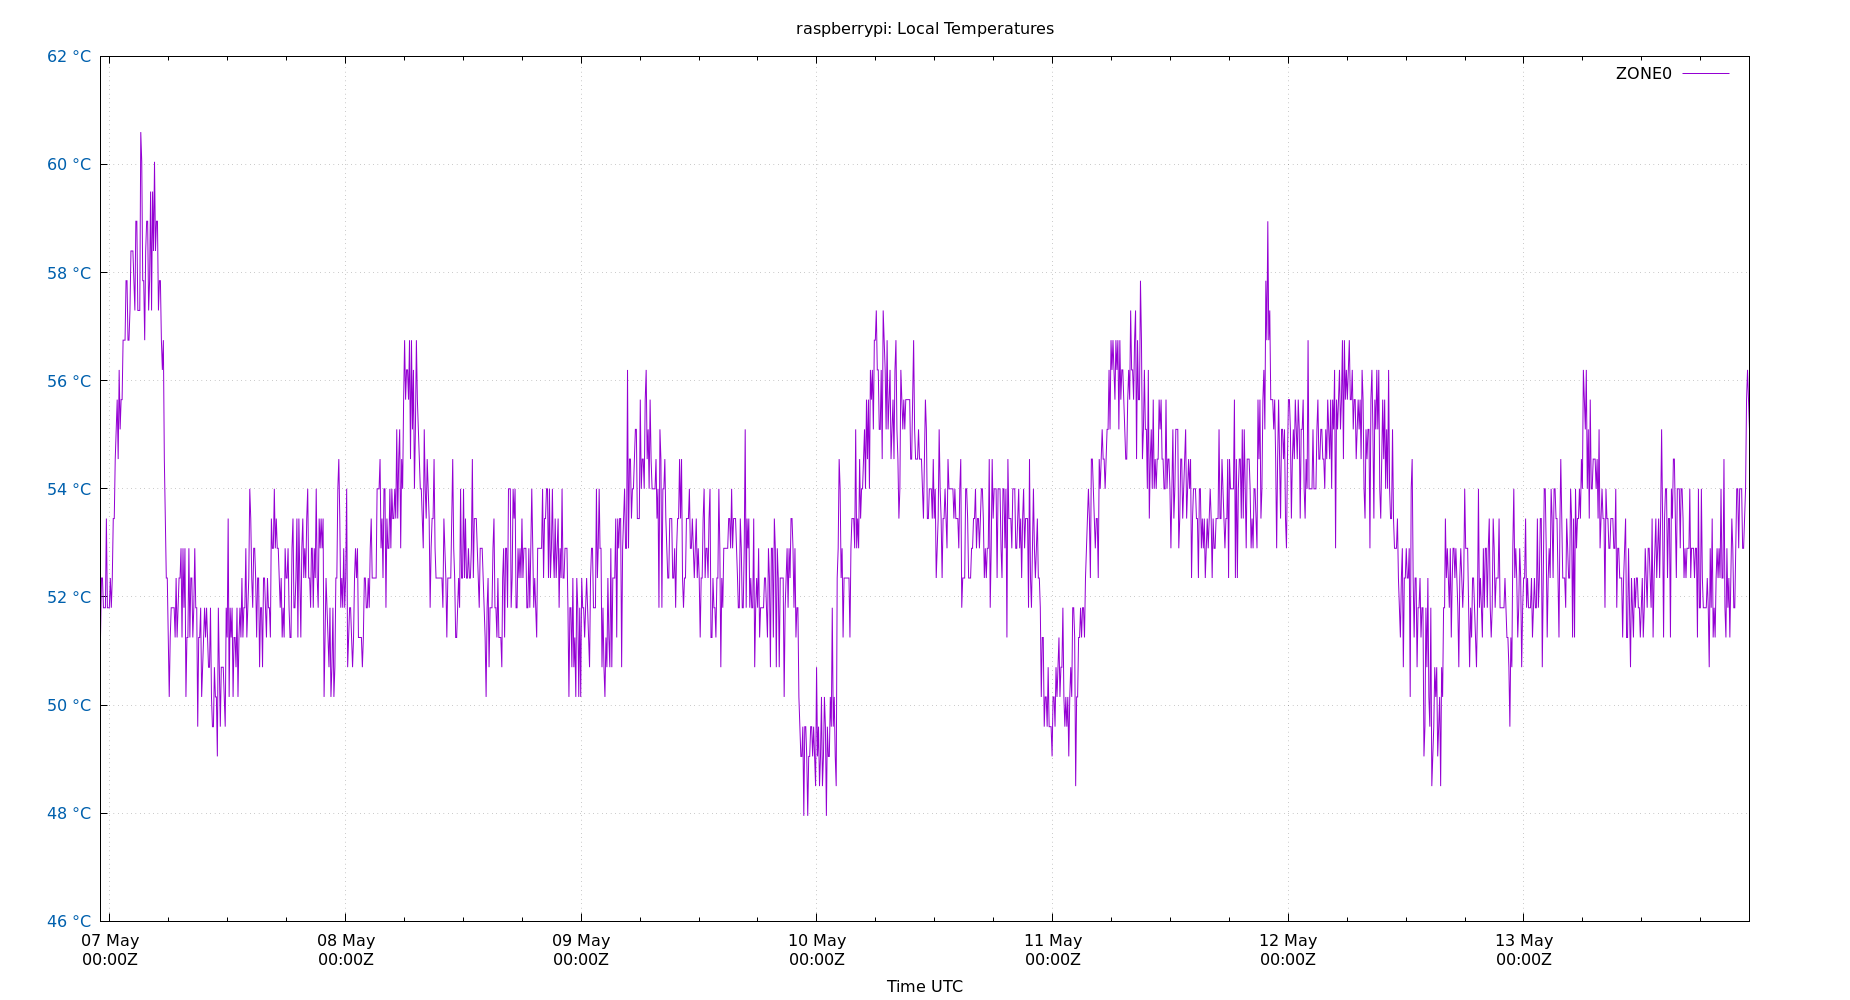 raspberrypi: Local Temperatures
62 °C
ZONE0
60 °C
58 °C
56 °C
54 °C
52 °C
50 °C
48 °C
46 °C
07 May 08 May 09 May 10 May 11 May 12 May 13 May
00:00Z 00:00Z 00:00Z 00:00Z 00:00Z 00:00Z 00:00Z
Time UTC